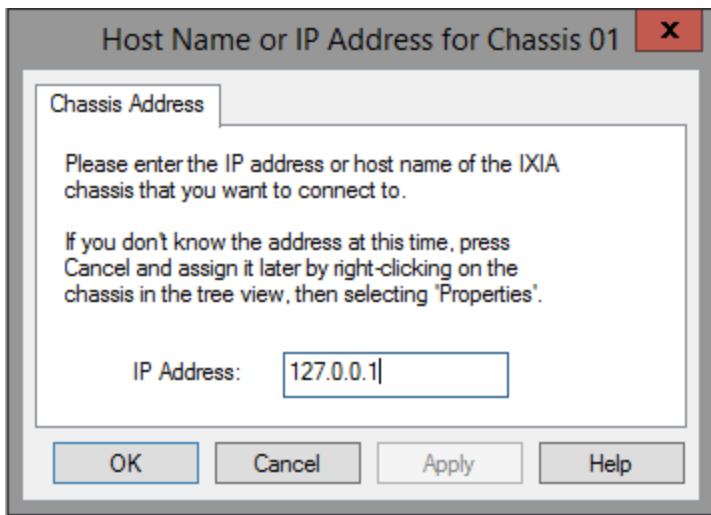 Host Name or IP Address for Chassis 01
x
Chassis Address
Please enter the IP address or host name of the IXIA
chassis that you want to connect to.
If you don't know the address at this time, press
Cancel and assign it later by right-clicking on the
chassis in the tree view, then selecting 'Properties'.
IP Address: 127.0.0.1
OK Cancel Apply Help